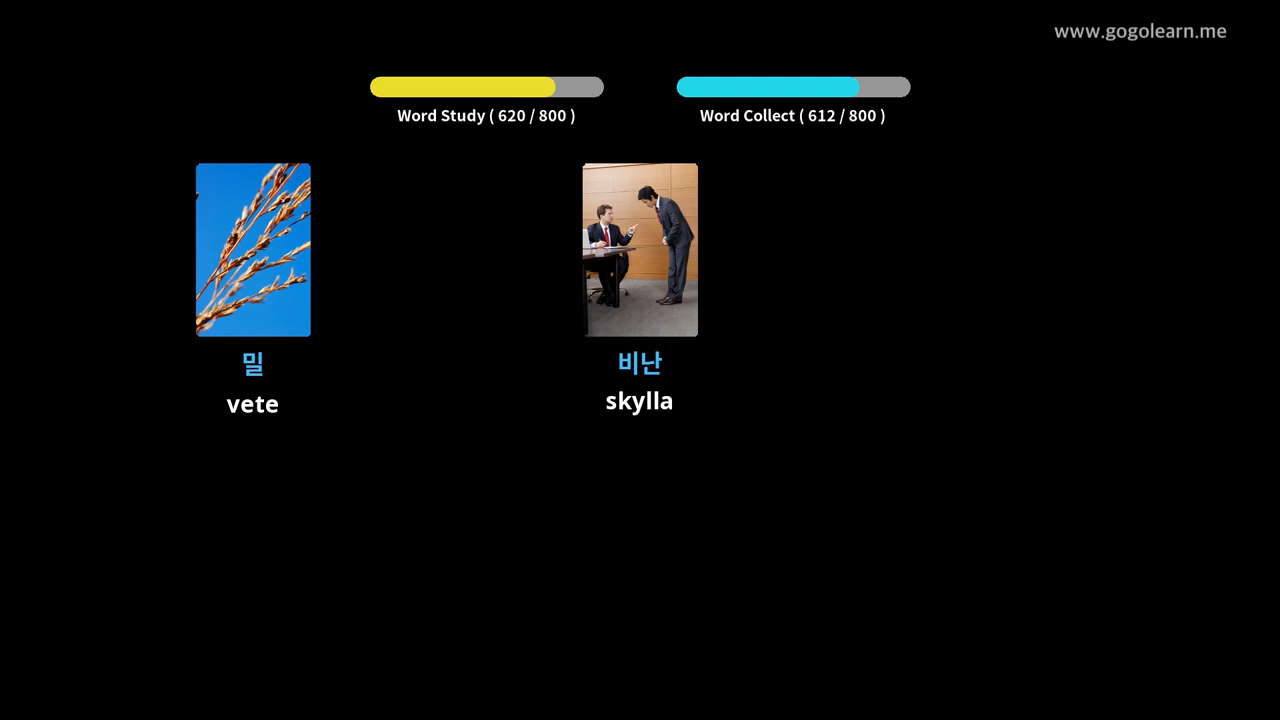 www.gogolearn.me
Word Study ( 620 / 800 )
Word Collect ( 612 / 800 )
밀
vete
비난
skylla